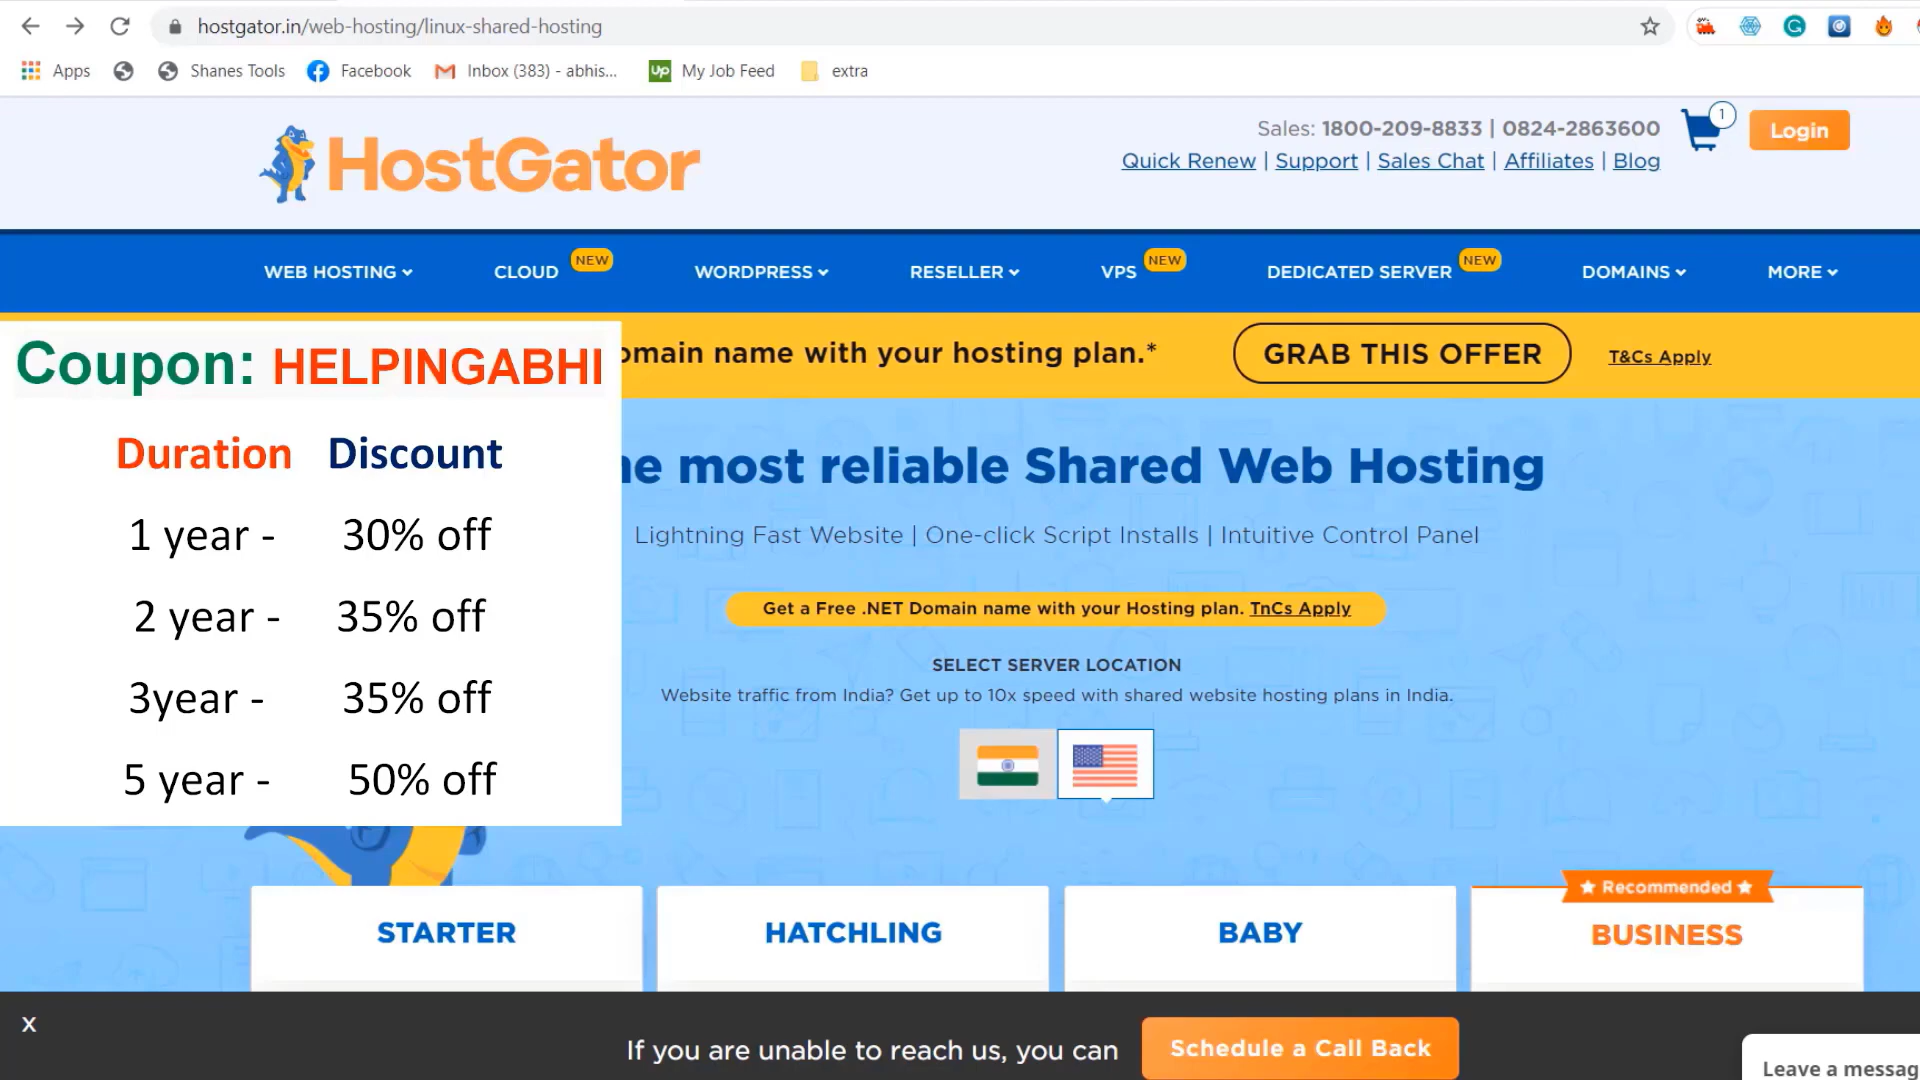 hostgator.in/web-hosting/linux-shared-hosting
Apps Shanes Tools Facebook Inbox (383) - abhis... Up My Job Feed extra
HostGator
Sales: 1800-209-8833 | 0824-2863600
1
Login
Quick Renew | Support | Sales Chat | Affiliates | Blog
WEB HOSTING CLOUD NEW WORDPRESS RESELLER VPS NEW DEDICATED SERVER NEW DOMAINS MORE
Coupon: HELPINGABHI
omain name with your hosting plan.* GRAB THIS OFFER T&Cs Apply
Duration Discount
1 year - 30% off
2 year - 35% off
3year - 35% off
5 year - 50% off
he most reliable Shared Web Hosting
Lightning Fast Website | One-click Script Installs | Intuitive Control Panel
Get a Free .NET Domain name with your Hosting plan. TnCs Apply
SELECT SERVER LOCATION
Website traffic from India? Get up to 10x speed with shared website hosting plans in India.
Recommended
STARTER HATCHLING BABY BUSINESS
x
If you are unable to reach us, you can Schedule a Call Back
Leave a messag